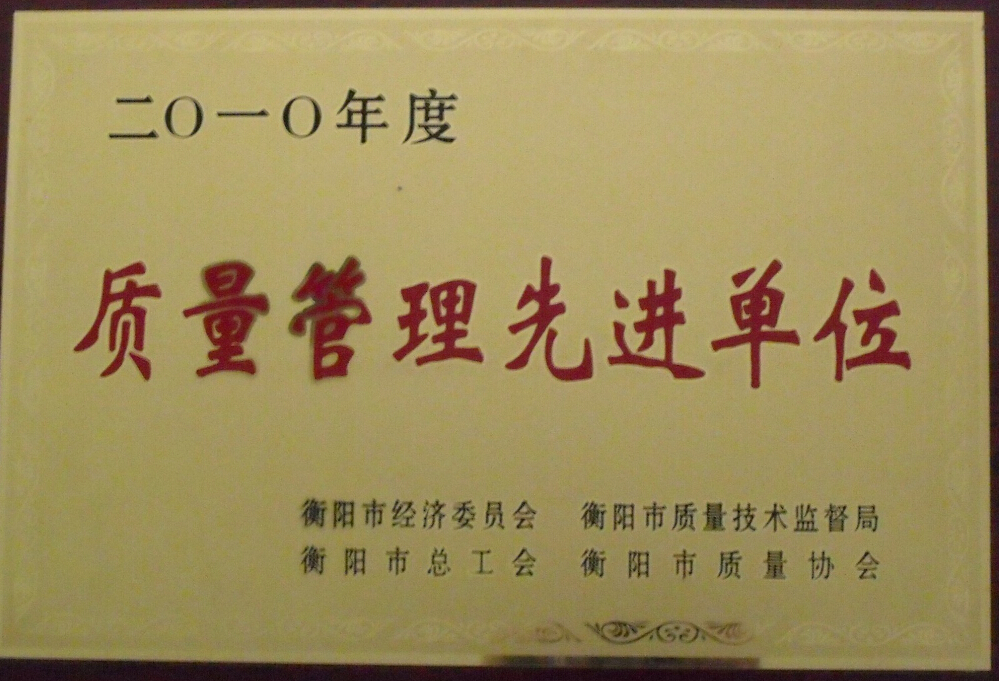 二〇一〇年度
质量管理先进单位
衡阳市经济委员会 衡阳市质量技术监督局
衡阳市总工会 衡阳市质量协会